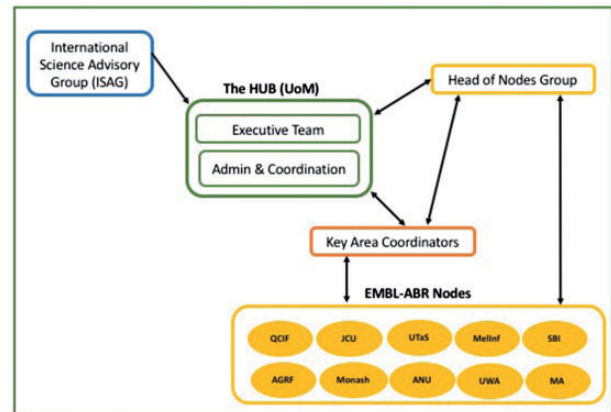 International
Science Advisory
Group (ISAG)
The HUB (UoM)
Executive Team
Admin & Coordination
Head of Nodes Group
Key Area Coordinators
EMBL-ABR Nodes
QCIF JCU UTaS MelInf SBI
AGRF Monash ANU UWA MA